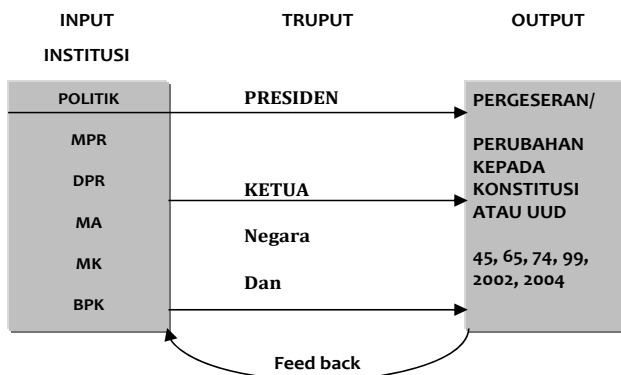 INPUT
TRUPUT
OUTPUT
INSTITUSI
POLITIK
MPR
DPR
MA
MK
BPK
PRESIDEN
KETUA
Negara
Dan
PERGESERAN/
PERUBAHAN
KEPADA
KONSTITUSI
ATAU UUD
45, 65, 74, 99,
2002, 2004
Feed back